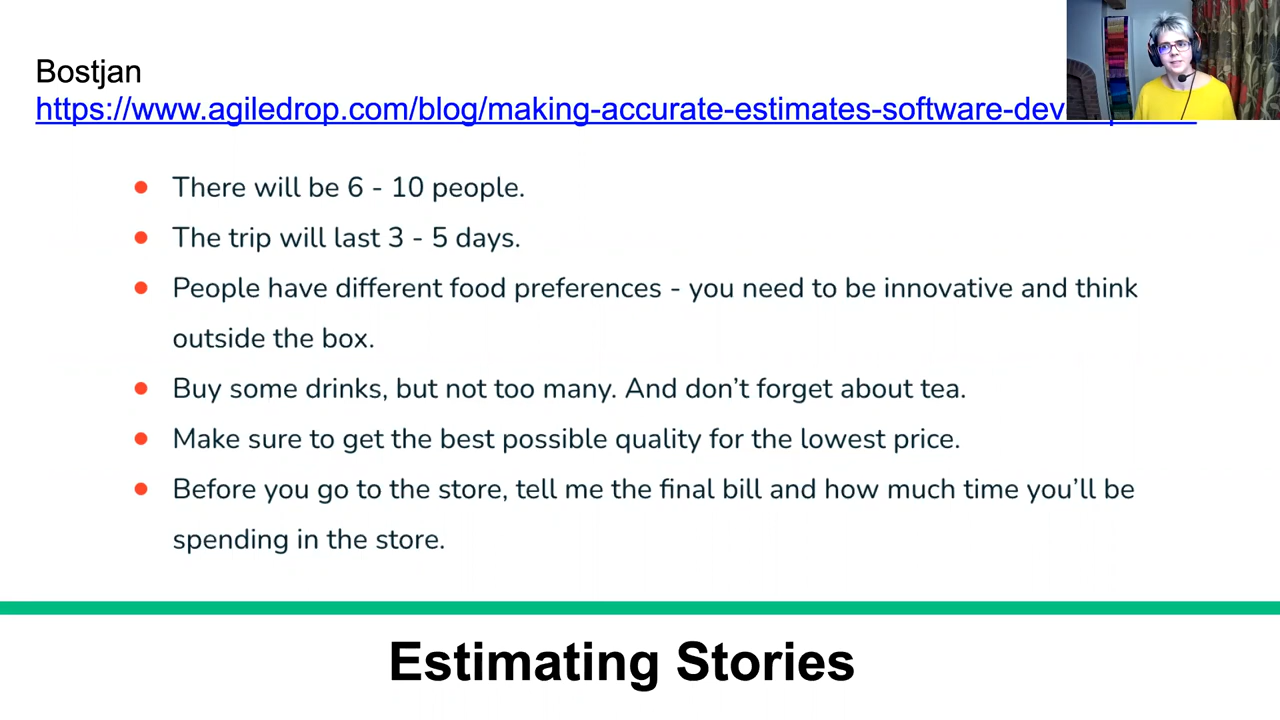 Bostjan
https://www.agiledrop.com/blog/making-accurate-estimates-software-dev
There will be 6 - 10 people.
The trip will last 3 - 5 days.
People have different food preferences - you need to be innovative and think
outside the box.
Buy some drinks, but not too many. And don't forget about tea.
Make sure to get the best possible quality for the lowest price.
Before you go to the store, tell me the final bill and how much time you'll be
spending in the store.
Estimating Stories